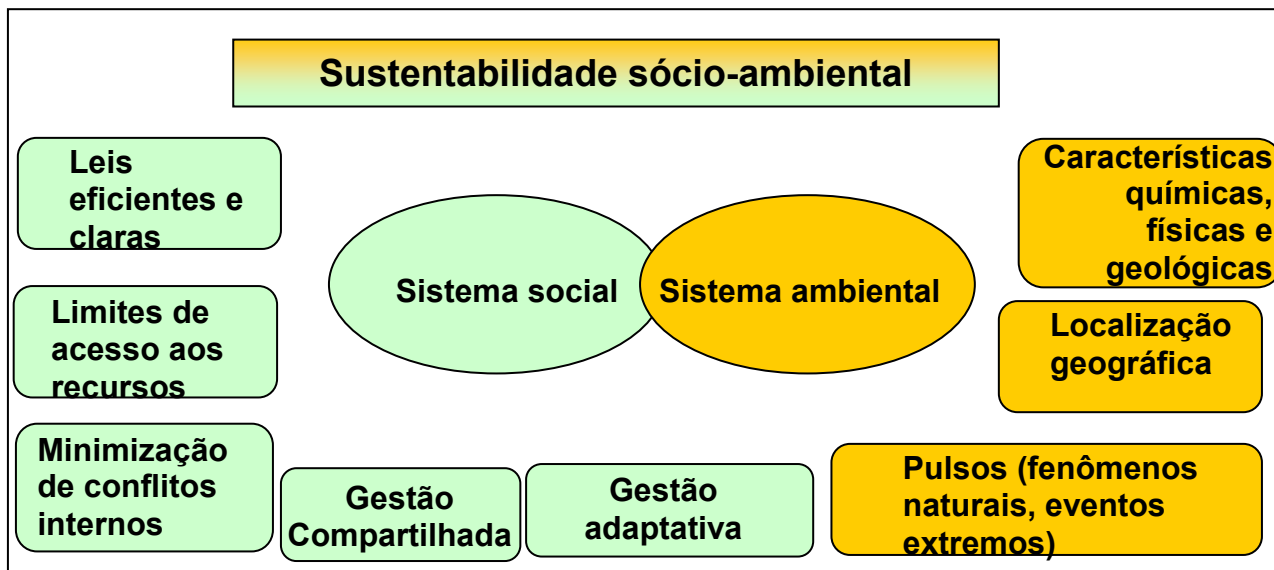 Sustentabilidade sócio-ambiental
Leis
eficientes e
claras
Limites de
acesso aos
recursos
Minimização
de conflitos
internos
Gestão
Compartilhada
Gestão
adaptativa
Sistema social
Sistema ambiental
Características
químicas,
físicas e
geológicas
Localização
geográfica
Pulsos (fenômenos
naturais, eventos
extremos)